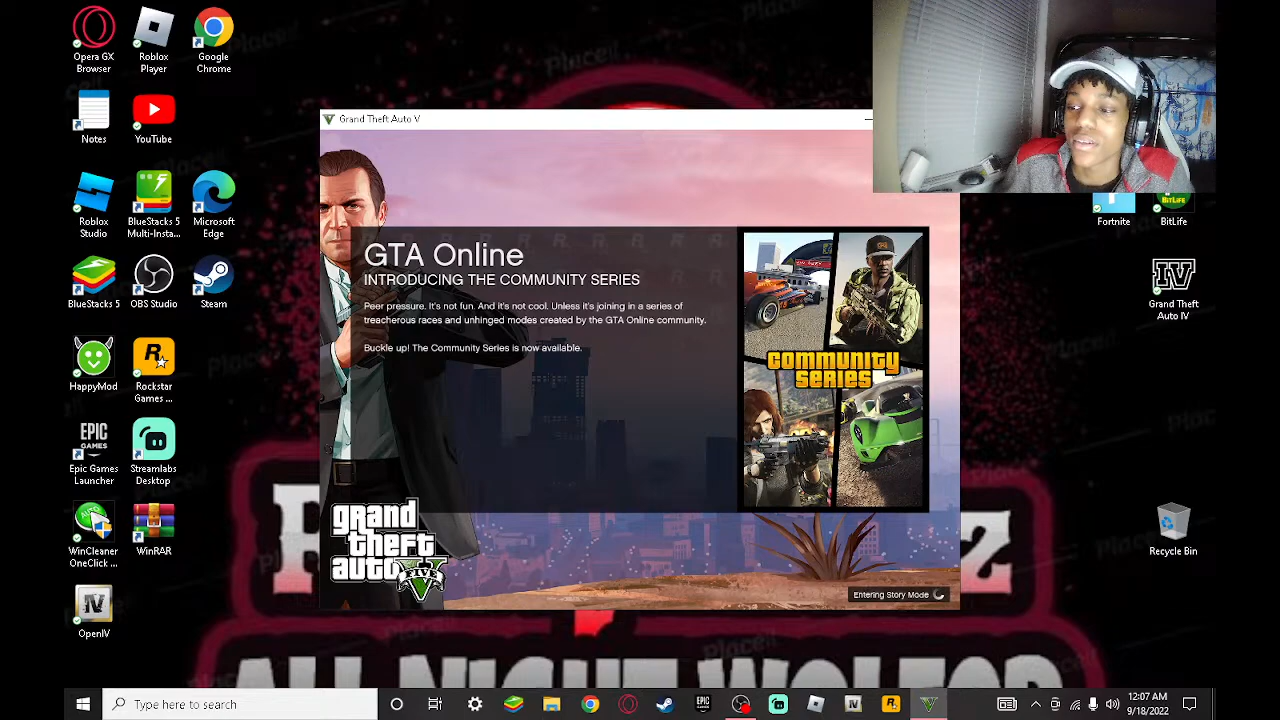 Opera GX
Browser
Roblox
Player
Google
Chrome
Notes
YouTube
Roblox
Studio
BlueStacks 5
Multi-Insta...
Microsoft
Edge
BlueStacks 5
OBS Studio
Steam
HappyMod
Rockstar
Games ...
EPIC
GAMES
Epic Games
Launcher
Streamlabs
Desktop
WinCleaner
OneClick ...
WinRAR
OpenIV
Grand Theft Auto V
GTA Online
INTRODUCING THE COMMUNITY SERIES
Peer pressure. It's not fun. And it's not cool. Unless it's joining in a series of
treacherous races and unhinged modes created by the GTA Online community.
Buckle up! The Community Series is now available.
COMMUNITY
SERIES
grand
theft
auto
FIVE
Entering Story Mode
Fortnite
BitLife
Grand Theft
Auto IV
Recycle Bin
Type here to search
12:07 AM
9/18/2022